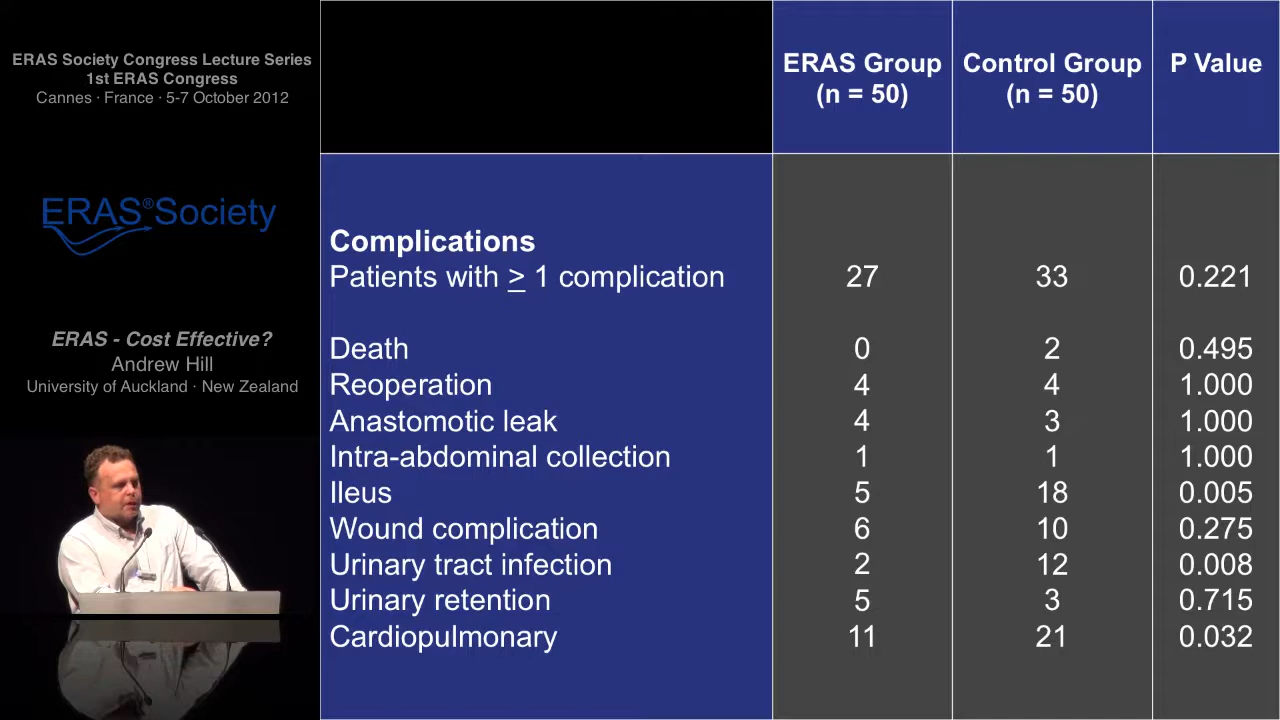 ERAS Society Congress Lecture Series
1st ERAS Congress
Cannes · France · 5-7 October 2012
ERAS®Society
ERAS - Cost Effective?
Andrew Hill
University of Auckland · New Zealand
ERAS Group (n = 50) Control Group (n = 50) P Value
Complications
Patients with > 1 complication 27 33 0.221
Death 0 2 0.495
Reoperation 4 4 1.000
Anastomotic leak 4 3 1.000
Intra-abdominal collection 1 1 1.000
Ileus 5 18 0.005
Wound complication 6 10 0.275
Urinary tract infection 2 12 0.008
Urinary retention 5 3 0.715
Cardiopulmonary 11 21 0.032